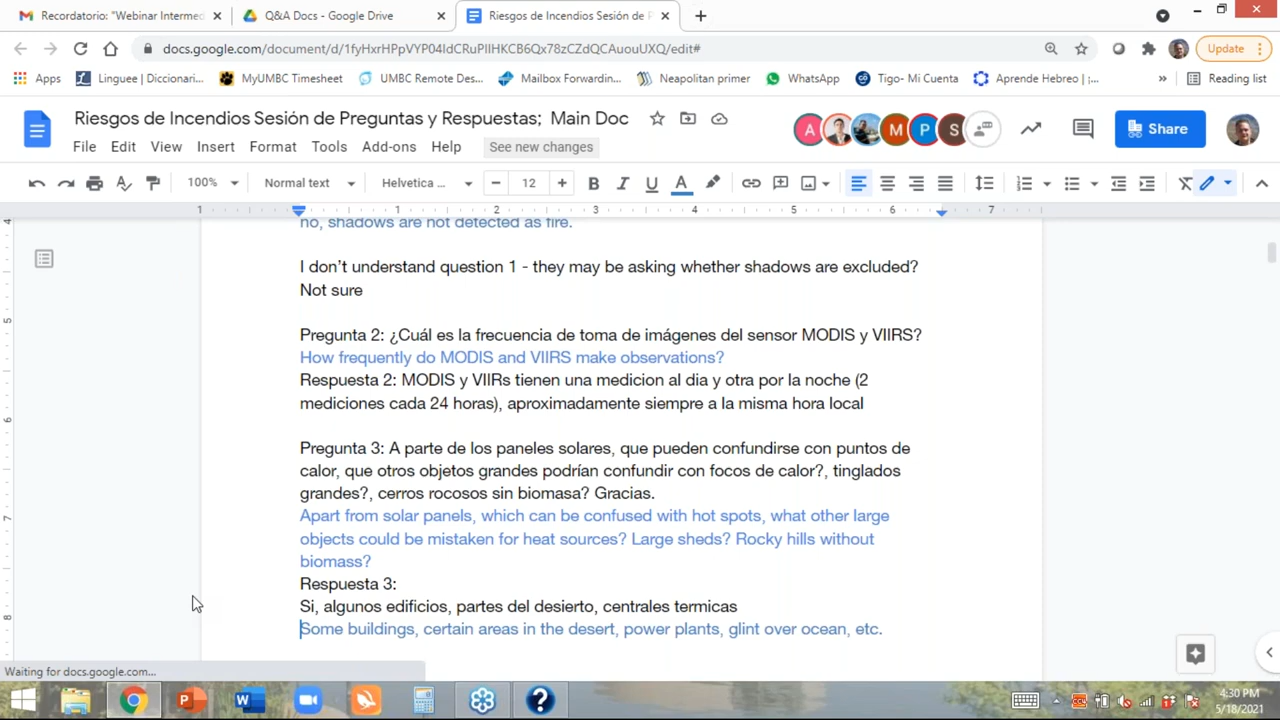 Recordatorio: "Webinar Intermed
Q&A Docs - Google Drive
Riesgos de Incendios Sesión de P
docs.google.com/document/d/1fyHxrHPpVYP04IdCRuPIIHKCB6Qx78zCZdQCAuouUXQ/edit#
Update
Apps
Linguee | Diccionari...
MyUMBC Timesheet
UMBC Remote Des...
Mailbox Forwardin...
Neapolitan primer
WhatsApp
Tigo- Mi Cuenta
Aprende Hebreo | ¡...
»
Reading list
Riesgos de Incendios Sesión de Preguntas y Respuestas; Main Doc
A M P S
Share
File Edit View Insert Format Tools Add-ons Help
See new changes
100% Normal text Helvetica ... 12 B I U A
1 1 2 3 4 5 6 7
no, shadows are not detected as fire.
I don't understand question 1 - they may be asking whether shadows are excluded?
Not sure
Pregunta 2: ¿Cuál es la frecuencia de toma de imágenes del sensor MODIS y VIIRS?
How frequently do MODIS and VIIRS make observations?
Respuesta 2: MODIS y VIIRs tienen una medicion al dia y otra por la noche (2
mediciones cada 24 horas), aproximadamente siempre a la misma hora local
Pregunta 3: A parte de los paneles solares, que pueden confundirse con puntos de
calor, que otros objetos grandes podrían confundir con focos de calor?, tinglados
grandes?, cerros rocosos sin biomasa? Gracias.
Apart from solar panels, which can be confused with hot spots, what other large
objects could be mistaken for heat sources? Large sheds? Rocky hills without
biomass?
Respuesta 3:
Si, algunos edificios, partes del desierto, centrales termicas
Some buildings, certain areas in the desert, power plants, glint over ocean, etc.
Waiting for docs.google.com...
4:30 PM
5/18/2021